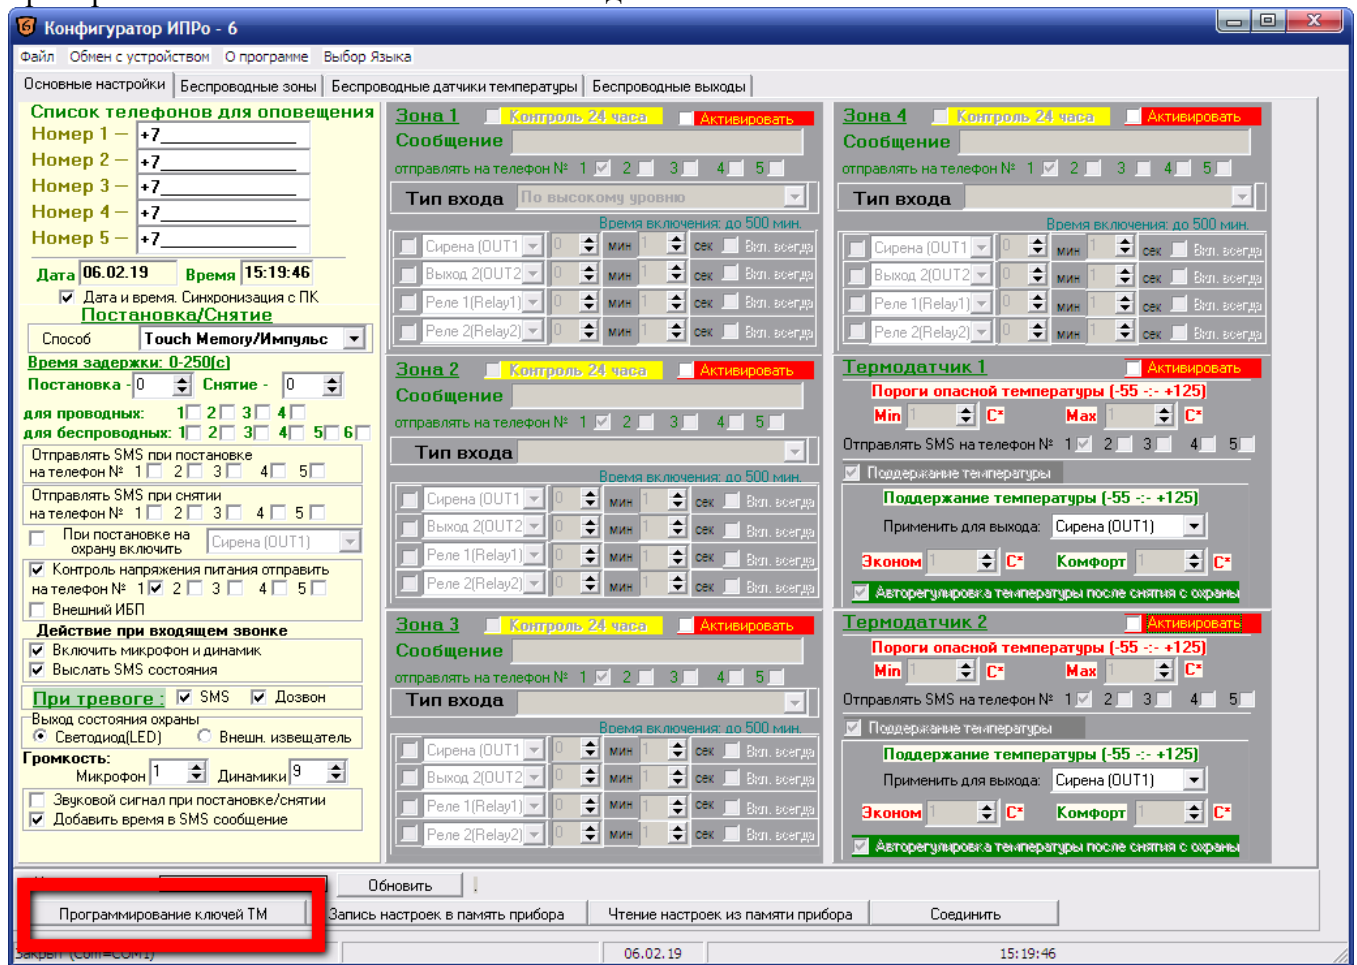 Конфигуратор ИПРо - 6
Файл Обмен с устройством О программе Выбор Языка
Основные настройки Беспроводные зоны Беспроводные датчики температуры Беспроводные выходы
Список телефонов для оповещения
Номер 1 – +7__________
Номер 2 – +7__________
Номер 3 – +7__________
Номер 4 – +7__________
Номер 5 – +7__________
Дата 06.02.19 Время 15:19:46
Дата и время. Синхронизация с ПК
Постановка/Снятие
Способ Touch Memory/Импульс
Время задержки: 0-250(с)
Постановка - 0 Снятие - 0
для проводных: 1 2 3 4
для беспроводных: 1 2 3 4 5 6
Отправлять SMS при постановке
на телефон № 1 2 3 4 5
Отправлять SMS при снятии
на телефон № 1 2 3 4 5
При постановке на
охрану включить Сирена (OUT1)
Контроль напряжения питания отправить
на телефон № 1 2 3 4 5
Внешний ИБП
Действие при входящем звонке
Включить микрофон и динамик
Выслать SMS состояния
При тревоге : SMS Дозвон
Выход состояния охраны
Светодиод(LED) Внешн. извещатель
Громкость:
Микрофон 1 Динамики 9
Звуковой сигнал при постановке/снятии
Добавить время в SMS сообщение
Зона 1 Контроль 24 часа Активировать
Сообщение
отправлять на телефон № 1 2 3 4 5
Тип входа По высокому уровню
Время включения: до 500 мин.
Сирена (OUT1 0 мин 1 сек Вкл. всегда
Выход 2(OUT2 0 мин 1 сек Вкл. всегда
Реле 1(Relay1) 0 мин 1 сек Вкл. всегда
Реле 2(Relay2) 0 мин 1 сек Вкл. всегда
Зона 2 Контроль 24 часа Активировать
Сообщение
отправлять на телефон № 1 2 3 4 5
Тип входа
Время включения: до 500 мин.
Сирена (OUT1 0 мин 1 сек Вкл. всегда
Выход 2(OUT2 0 мин 1 сек Вкл. всегда
Реле 1(Relay1) 0 мин 1 сек Вкл. всегда
Реле 2(Relay2) 0 мин 1 сек Вкл. всегда
Зона 3 Контроль 24 часа Активировать
Сообщение
отправлять на телефон № 1 2 3 4 5
Тип входа
Время включения: до 500 мин.
Сирена (OUT1 0 мин 1 сек Вкл. всегда
Выход 2(OUT2 0 мин 1 сек Вкл. всегда
Реле 1(Relay1) 0 мин 1 сек Вкл. всегда
Реле 2(Relay2) 0 мин 1 сек Вкл. всегда
Зона 4 Контроль 24 часа Активировать
Сообщение
отправлять на телефон № 1 2 3 4 5
Тип входа
Время включения: до 500 мин.
Сирена (OUT1 0 мин 1 сек Вкл. всегда
Выход 2(OUT2 0 мин 1 сек Вкл. всегда
Реле 1(Relay1) 0 мин 1 сек Вкл. всегда
Реле 2(Relay2) 0 мин 1 сек Вкл. всегда
Термодатчик 1 Активировать
Пороги опасной температуры (-55 -:- +125)
Min 1 С* Max 1 С*
Отправлять SMS на телефон № 1 2 3 4 5
Поддержание температуры
Поддержание температуры (-55 -:- +125)
Применить для выхода: Сирена (OUT1)
Эконом 1 С* Комфорт 1 С*
Авторегулировка температуры после снятия с охраны
Термодатчик 2 Активировать
Пороги опасной температуры (-55 -:- +125)
Min 1 С* Max 1 С*
Отправлять SMS на телефон № 1 2 3 4 5
Поддержание температуры
Поддержание температуры (-55 -:- +125)
Применить для выхода: Сирена (OUT1)
Эконом 1 С* Комфорт 1 С*
Авторегулировка температуры после снятия с охраны
Обновить .
Программирование ключей ТМ Запись настроек в память прибора Чтение настроек из памяти прибора Соединить
Закрыт (Com=COM1) 06.02.19 15:19:46